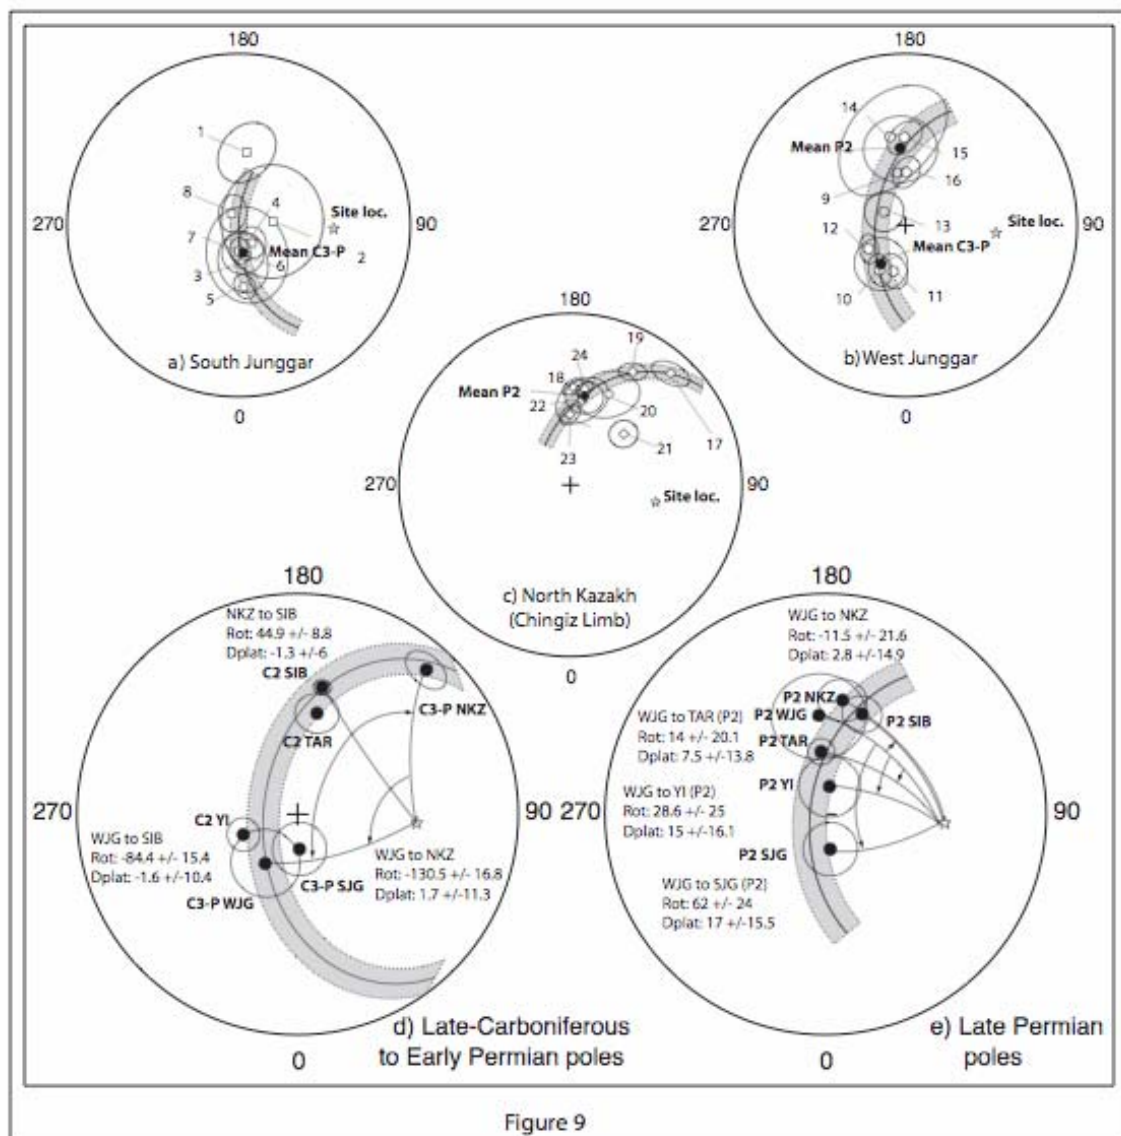 180
1
8
4
Site loc.
270
90
7
Mean C3-P
2
3
6
5
a) South Junggar
0
180
14
Mean P2
15
9
16
Site loc.
270
90
12
13
Mean C3-P
10
11
b)West Junggar
0
180
19
24
18
Mean P2
22
20
17
21
23
270
90
Site loc.
c) North Kazakh
(Chingiz Limb)
0
180
NKZ to SIB
Rot: 44.9 +/- 8.8
Dplat: -1.3 +/-6
C2 SIB
C3-P NKZ
C2 TAR
270
90
C2 YI
WJG to SIB
Rot: -84.4 +/- 15.4
Dplat: -1.6 +/-10.4
C3-P SJG
C3-P WJG
WJG to NKZ
Rot: -130.5 +/- 16.8
Dplat: 1.7 +/-11.3
d) Late-Carboniferous
to Early Permian poles
0
180
WJG to NKZ
Rot: -11.5 +/- 21.6
Dplat: 2.8 +/-14.9
P2 NKZ
P2 WJG
P2 SIB
WJG to TAR (P2)
Rot: 14 +/- 20.1
Dplat: 7.5 +/-13.8
P2 TAR
P2 YI
WJG to YI (P2)
Rot: 28.6 +/- 25
Dplat: 15 +/-16.1
270
90
P2 SJG
WJG to SJG (P2)
Rot: 62 +/- 24
Dplat: 17 +/-15.5
e) Late Permian
poles
0
Figure 9